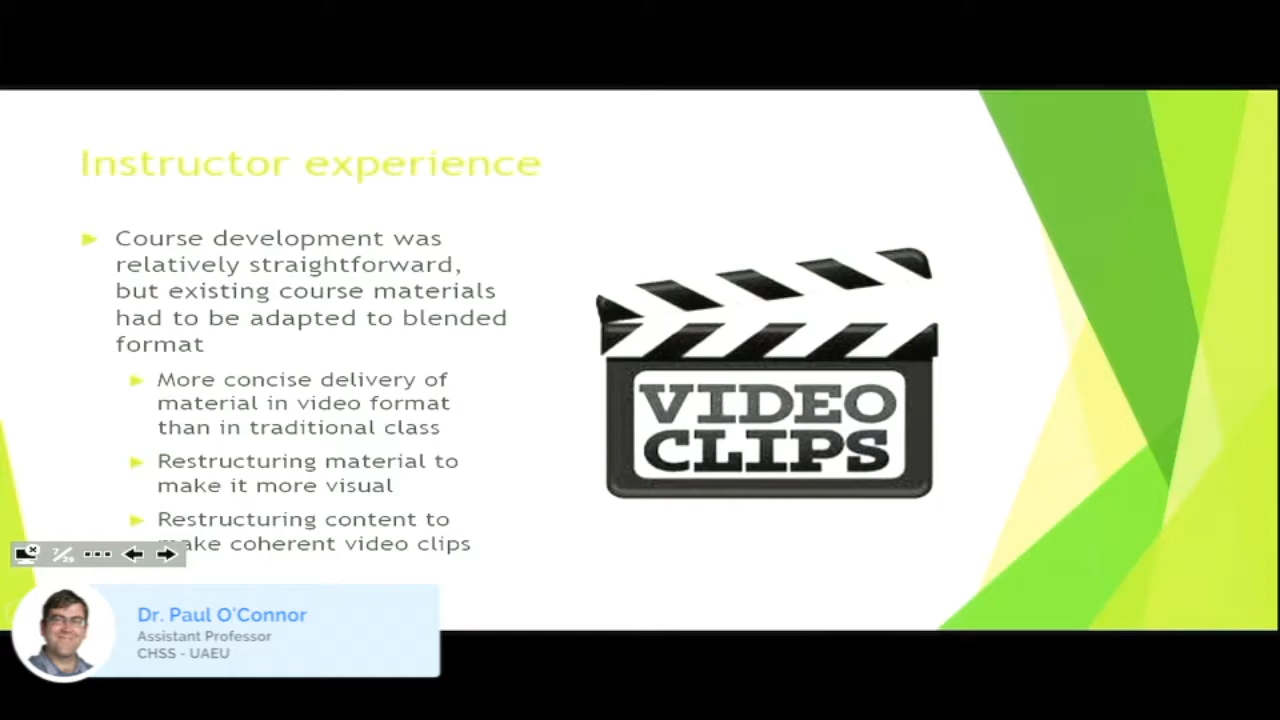 Instructor experience
Course development was
relatively straightforward,
but existing course materials
had to be adapted to blended
format
More concise delivery of
material in video format
than in traditional class
Restructuring material to
make it more visual
Restructuring content to
make coherent video clips
VIDEO
CLIPS
7/29
Dr. Paul O'Connor
Assistant Professor
CHSS - UAEU